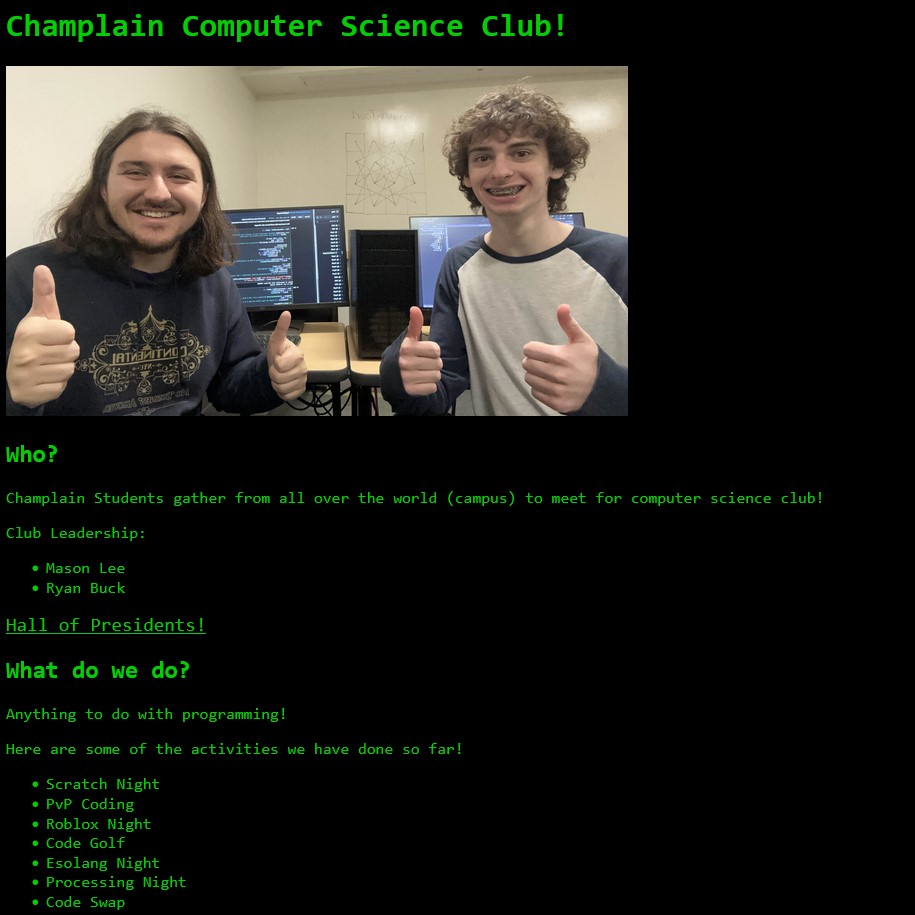 Champlain Computer Science Club!
CONTINENTAL
Who?
Champlain Students gather from all over the world (campus) to meet for computer science club!
Club Leadership:
Mason Lee
Ryan Buck
Hall of Presidents!
What do we do?
Anything to do with programming!
Here are some of the activities we have done so far!
Scratch Night
PvP Coding
Roblox Night
Code Golf
Esolang Night
Processing Night
Code Swap